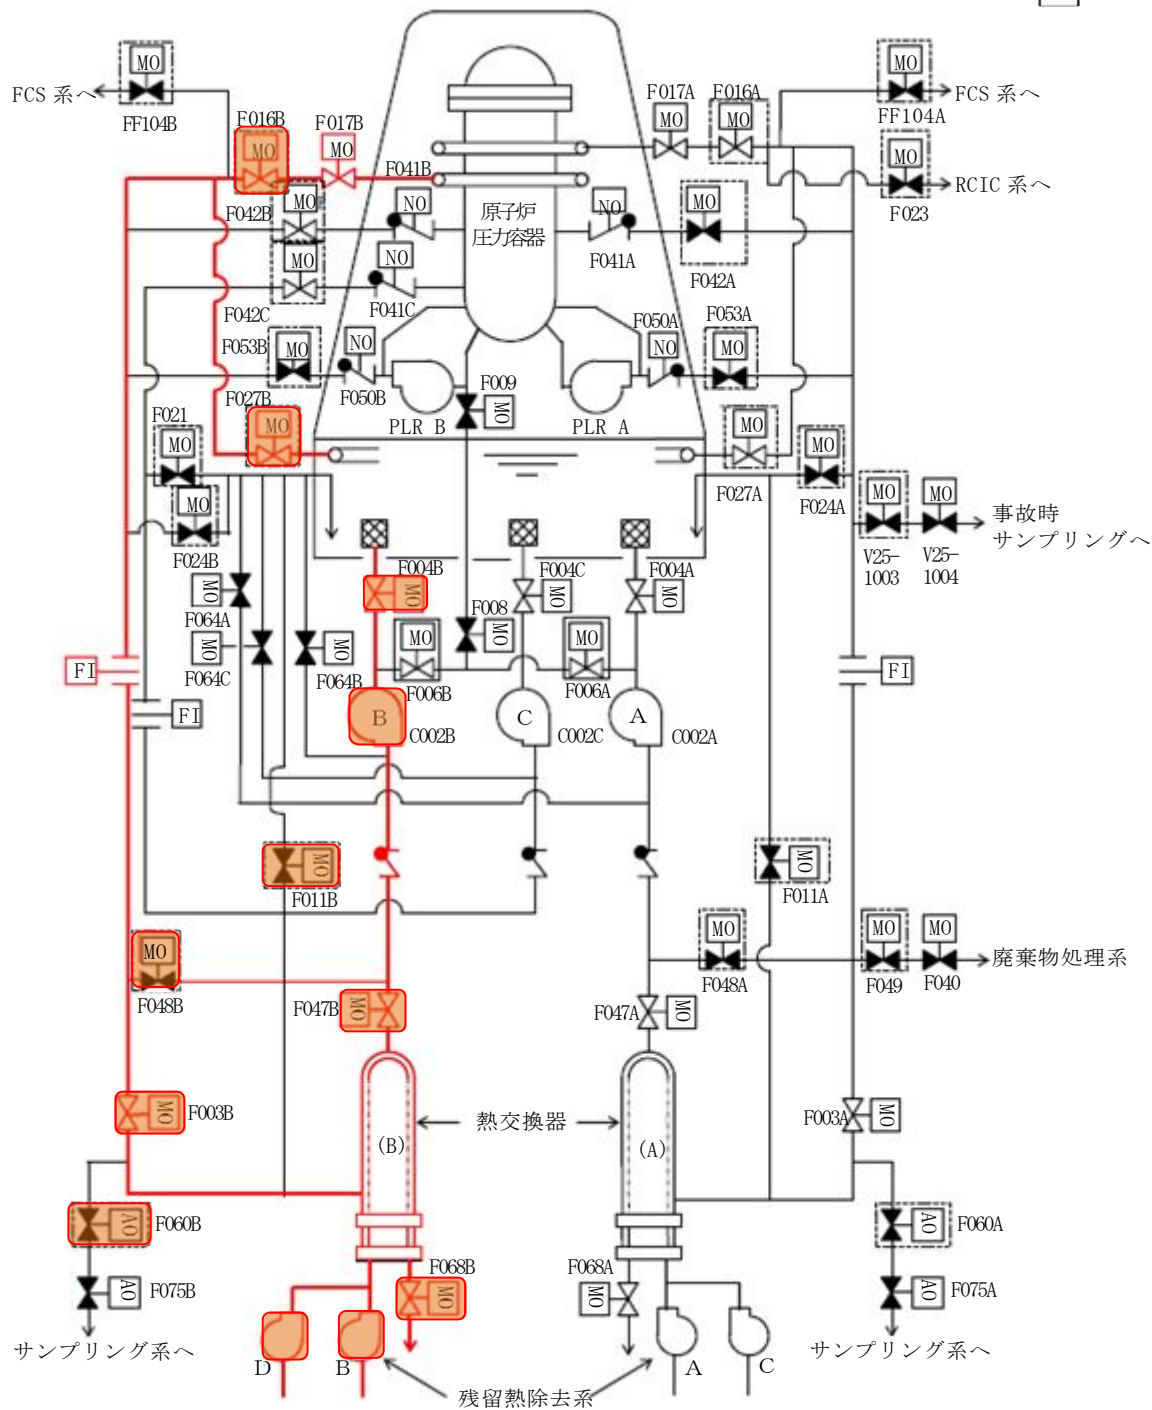 MO
MO
FCS 系へ
FCS 系へ
FF104B
FF104A
F016B
F017B
F017A
F016A
MO
MO
MO
MO
MO
RCIC 系へ
F023
F041B
F042B
MO
NO
原子炉
圧力容器
NO
MO
F041A
F042A
MO
NO
F042C
F041C
F053B
MO
NO
F050B
F050A
NO
F053A
MO
F009
MO
PLR B
PLR A
F021
MO
F027B
MO
MO
F027A
MO
F024A
MO
F024B
MO
MO
V25-
1003
V25-
1004
事故時
サンプリングへ
F004B
MO
F004C
MO
F004A
MO
MO
F064A
MO
F064C
MO
F064B
MO
F006B
F008
MO
MO
F006A
FI
FI
FI
B
C002B
C
C002C
A
C002A
MO
F011B
MO
F011A
MO
F048B
MO
F048A
MO
F049
MO
F040
廃棄物処理系
F047B
MO
F047A
MO
F003B
MO
F003A
MO
熱交換器
(B)
(A)
AO
F060B
AO
F060A
AO
F075B
AO
F075A
F068B
MO
F068A
MO
サンプリング系へ
サンプリング系へ
D
B
A
C
残留熱除去系